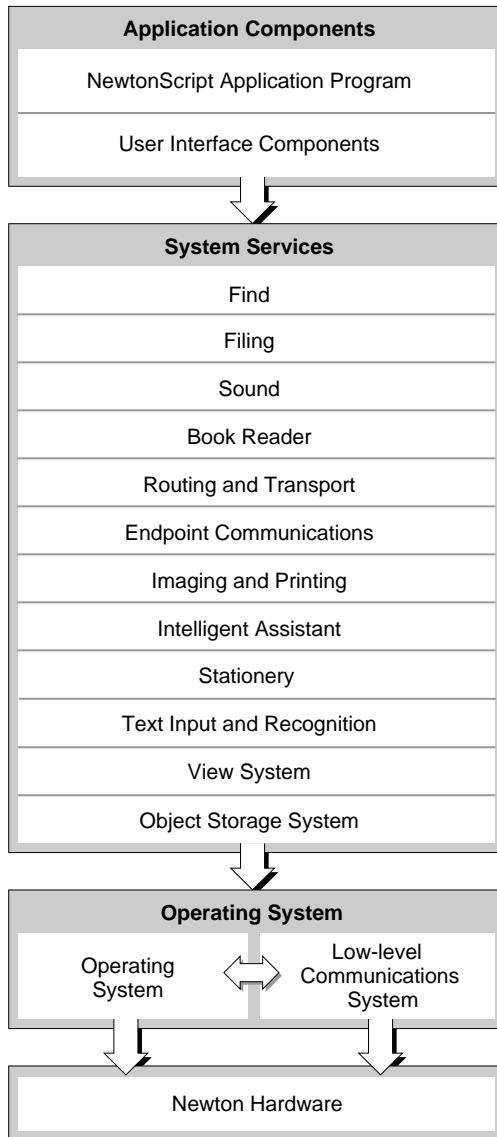 Application Components
NewtonScript Application Program
User Interface Components
System Services
Find
Filing
Sound
Book Reader
Routing and Transport
Endpoint Communications
Imaging and Printing
Intelligent Assistant
Stationery
Text Input and Recognition
View System
Object Storage System
Operating System
Operating
System
Low-level
Communications
System
Newton Hardware